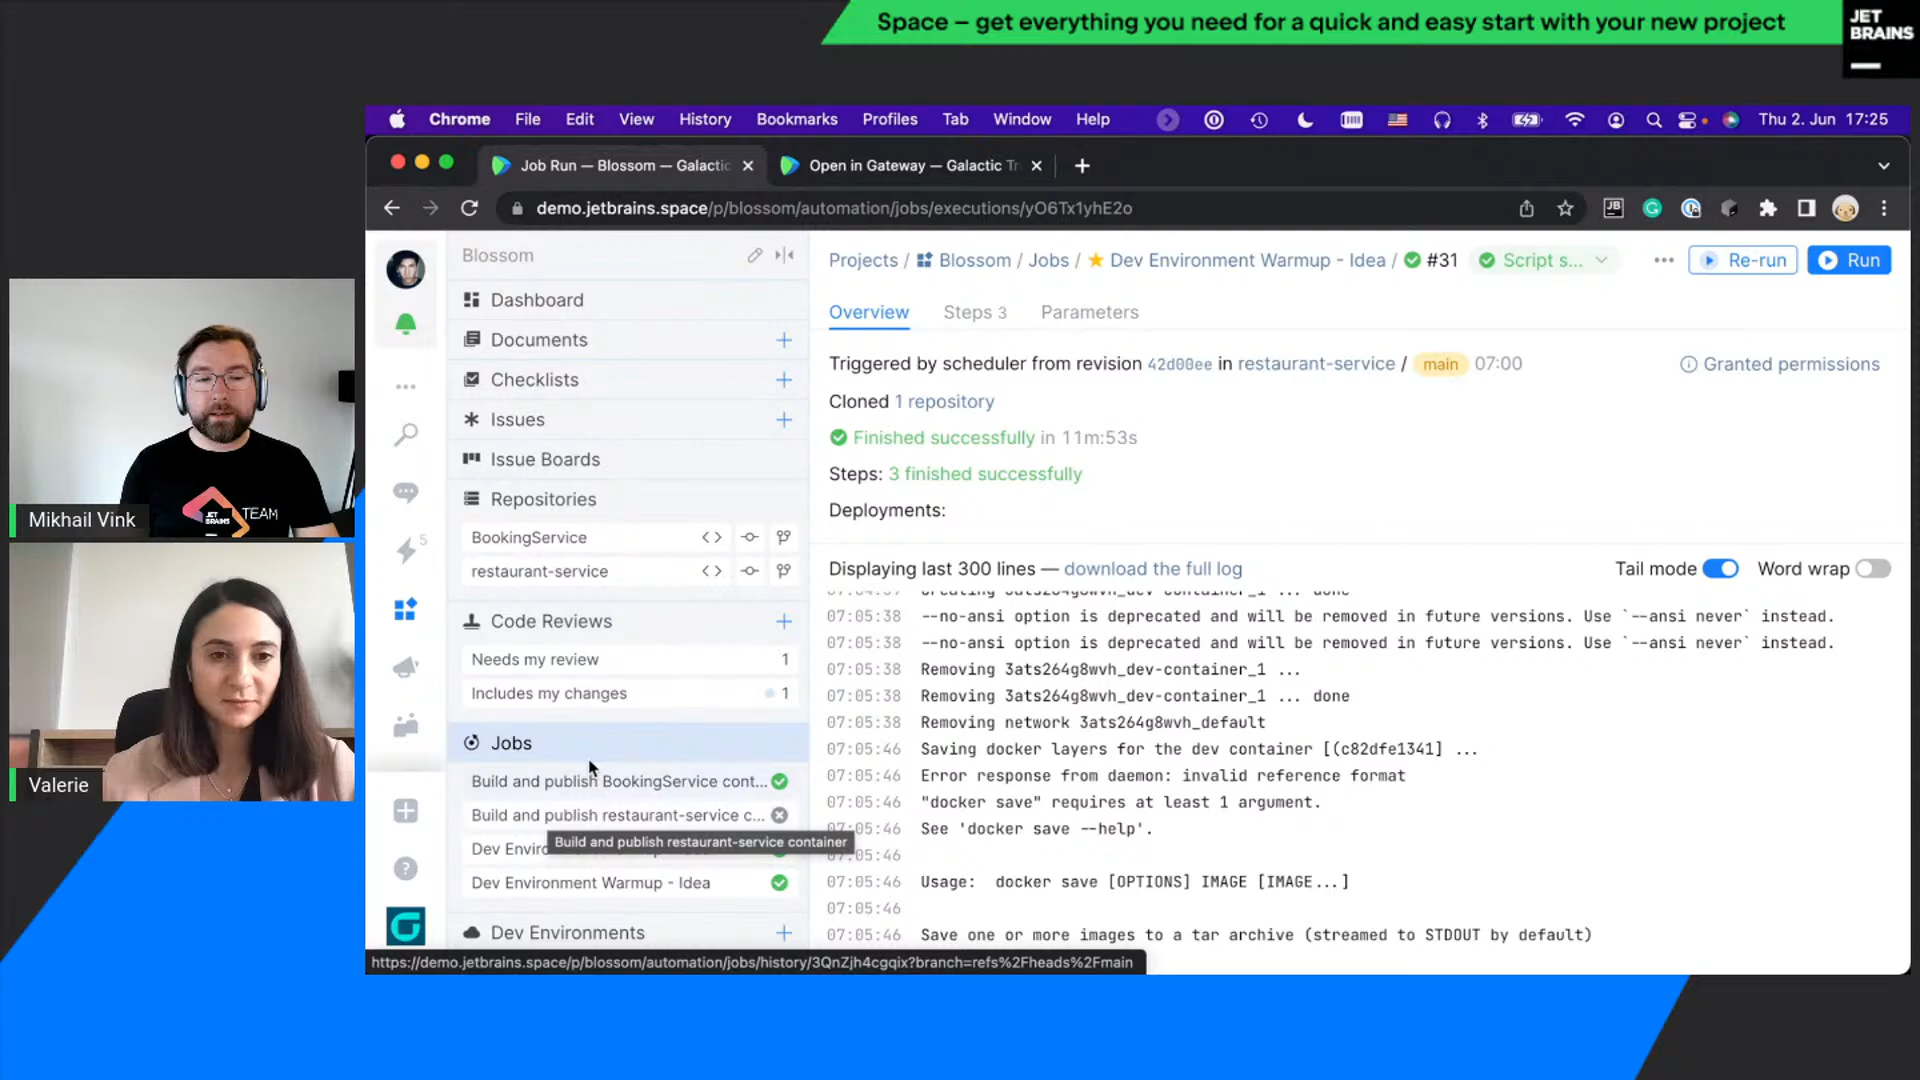 Space – get everything you need for a quick and easy start with your new project
JET
BRAINS
Chrome File Edit View History Bookmarks Profiles Tab Window Help
Thu 2. Jun 17:25
Job Run — Blossom — Galactic
Open in Gateway — Galactic Tr
demo.jetbrains.space/p/blossom/automation/jobs/executions/yO6Tx1yhE2o
Blossom
Dashboard
Documents
Checklists
Issues
Issue Boards
Repositories
BookingService
restaurant-service
Code Reviews
Needs my review 1
Includes my changes 1
Jobs
Build and publish BookingService cont...
Build and publish restaurant-service c...
Build and publish restaurant-service container
Dev Enviro
Dev Environment Warmup - Idea
Dev Environments
5
Projects / Blossom / Jobs / Dev Environment Warmup - Idea / #31 Script s... ••• Re-run Run
Overview Steps 3 Parameters
Triggered by scheduler from revision 42d00ee in restaurant-service / main 07:00
Granted permissions
Cloned 1 repository
Finished successfully in 11m:53s
Steps: 3 finished successfully
Deployments:
Displaying last 300 lines — download the full log
Tail mode Word wrap
07:05:38 --no-ansi option is deprecated and will be removed in future versions. Use `--ansi never` instead.
07:05:38 --no-ansi option is deprecated and will be removed in future versions. Use `--ansi never` instead.
07:05:38 Removing 3ats264g8wvh_dev-container_1 ...
07:05:38 Removing 3ats264g8wvh_dev-container_1 ... done
07:05:38 Removing network 3ats264g8wvh_default
07:05:46 Saving docker layers for the dev container [(c82dfe1341] ...
07:05:46 Error response from daemon: invalid reference format
07:05:46 "docker save" requires at least 1 argument.
07:05:46 See 'docker save --help'.
07:05:46
07:05:46 Usage:  docker save [OPTIONS] IMAGE [IMAGE...]
07:05:46
07:05:46 Save one or more images to a tar archive (streamed to STDOUT by default)
https://demo.jetbrains.space/p/blossom/automation/jobs/history/3QnZjh4cgqix?branch=refs%2Fheads%2Fmain
Mikhail Vink
JET
BRAINS
TEAM
Valerie